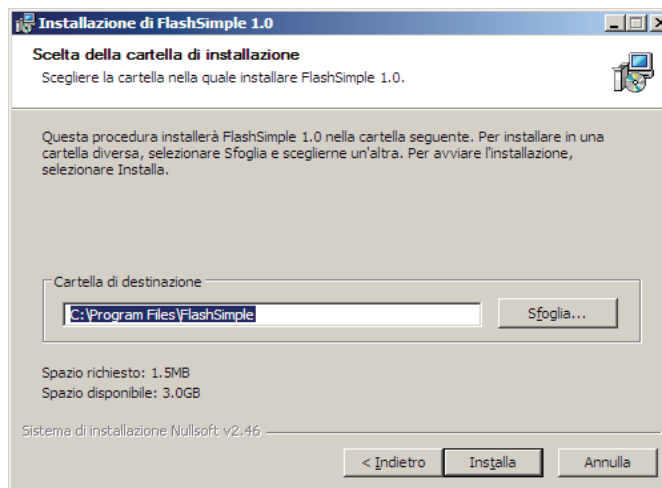 Installazione di FlashSimple 1.0
Scelta della cartella di installazione
Scegliere la cartella nella quale installare FlashSimple 1.0.
Questa procedura installerà FlashSimple 1.0 nella cartella seguente. Per installare in una
cartella diversa, selezionare Sfoglia e sceglierne un'altra. Per avviare l'installazione,
selezionare Installa.
Cartella di destinazione
C:\Program Files\FlashSimple
Sfoglia...
Spazio richiesto: 1.5MB
Spazio disponibile: 3.0GB
Sistema di installazione Nullsoft v2.46
< Indietro
Installa
Annulla